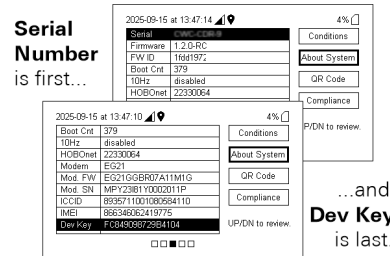 Serial
Number
is first...
2025-09-15 at 13:47:14 4%
Serial
Firmware 1.2.0-RC
FW ID 1fdd1972
Boot Cnt 379
10Hz disabled
HOBOnet 22330064
Conditions
About System
QR Code
Compliance
P/DN to review.
2025-09-15 at 13:47:10 4%
Boot Cnt 379
10Hz disabled
HOBOnet 22330064
Modem EG21
Mod. FW EG21GGBR07A11M1G
Mod. SN MPY23I81Y0002011P
ICCID 8935711001080584110
IMEI 866346062419775
Dev Key FC849098729B4104
Conditions
About System
QR Code
Compliance
UP/DN to review.
...and
Dev Key
is last.